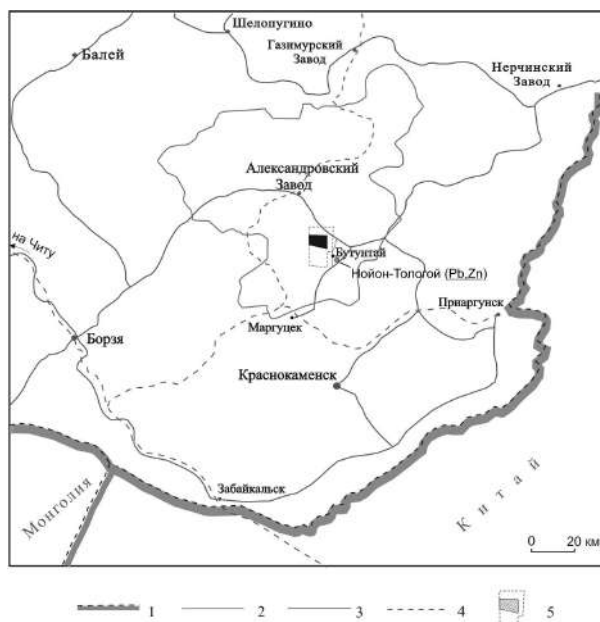 Шелопугино
Балей
Газимурский
Завод
Нерчинский
Завод
Александровский
Завод
на Читу
Бутунтай
Нойон-Тологой (Pb,Zn)
Приаргунск
Маргуцек
Борзя
Краснокаменск
Забайкальск
Монголия
Китай
0 20 км
1 2 3 4 5